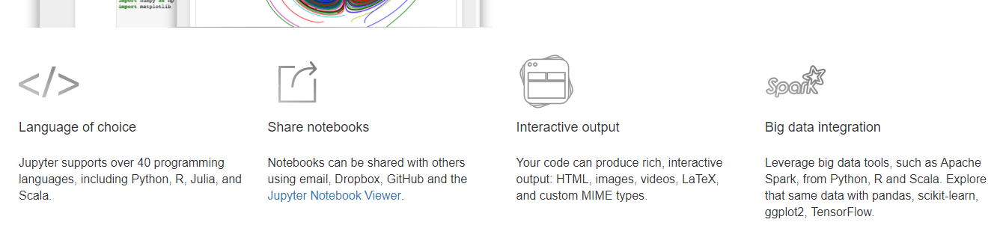 import numpy as np
import matplotlib
</>
Spark
Language of choice
Jupyter supports over 40 programming
languages, including Python, R, Julia, and
Scala.
Share notebooks
Notebooks can be shared with others
using email, Dropbox, GitHub and the
Jupyter Notebook Viewer.
Interactive output
Your code can produce rich, interactive
output: HTML, images, videos, LaTeX,
and custom MIME types.
Big data integration
Leverage big data tools, such as Apache
Spark, from Python, R and Scala. Explore
that same data with pandas, scikit-learn,
ggplot2, TensorFlow.